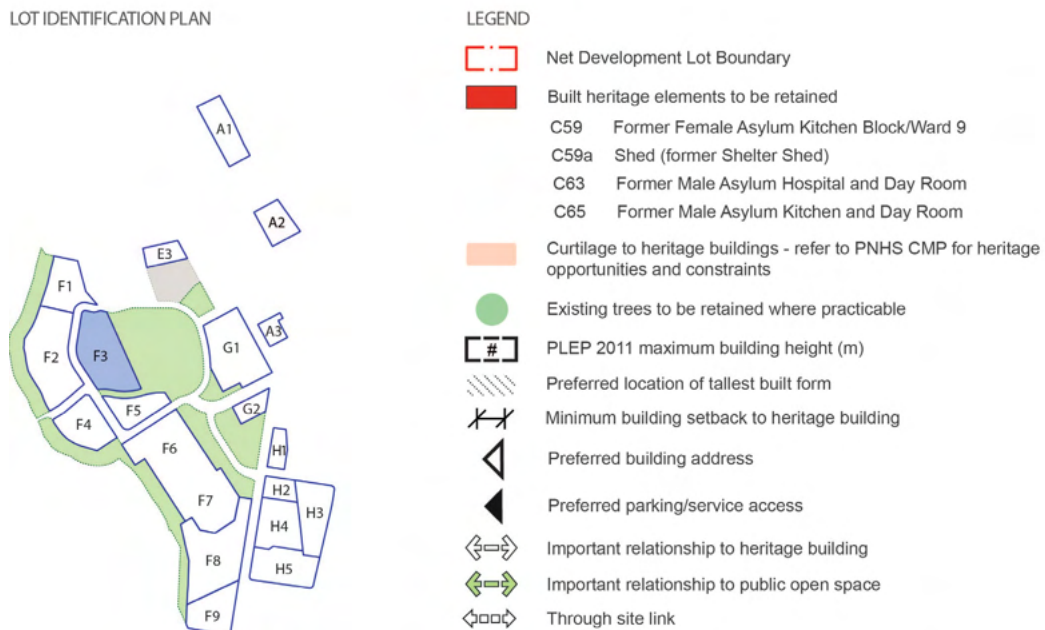 LOT IDENTIFICATION PLAN
A1
A2
E3
F1
F2
F3
G1
A3
F5
F4
G2
F6
H1
F7
H2
H3
H4
F8
H5
F9
LEGEND
Net Development Lot Boundary
Built heritage elements to be retained
C59 Former Female Asylum Kitchen Block/Ward 9
C59a Shed (former Shelter Shed)
C63 Former Male Asylum Hospital and Day Room
C65 Former Male Asylum Kitchen and Day Room
Curtilage to heritage buildings - refer to PNHS CMP for heritage
opportunities and constraints
Existing trees to be retained where practicable
# PLEP 2011 maximum building height (m)
Preferred location of tallest built form
Minimum building setback to heritage building
Preferred building address
Preferred parking/service access
Important relationship to heritage building
Important relationship to public open space
Through site link